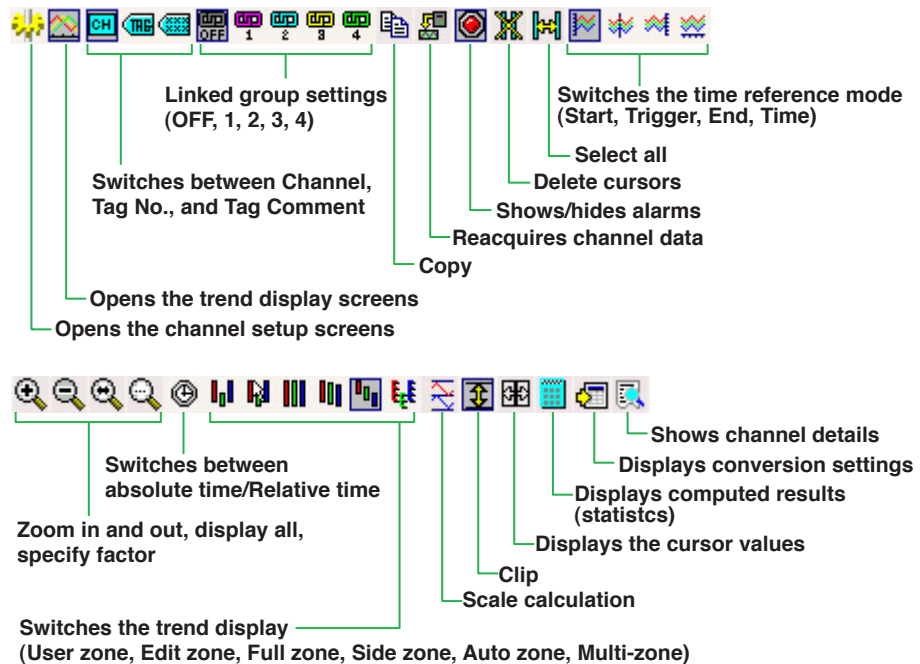 CH TAG
OFF 1 2 3 4
Linked group settings
(OFF, 1, 2, 3, 4)
Switches the time reference mode
(Start, Trigger, End, Time)
Select all
Switches between Channel,
Tag No., and Tag Comment
Delete cursors
Shows/hides alarms
Reacquires channel data
Copy
Opens the trend display screens
Opens the channel setup screens
Shows channel details
Switches between
absolute time/Relative time
Displays conversion settings
Displays computed results
(statistcs)
Zoom in and out, display all,
specify factor
Displays the cursor values
Clip
Scale calculation
Switches the trend display
(User zone, Edit zone, Full zone, Side zone, Auto zone, Multi-zone)